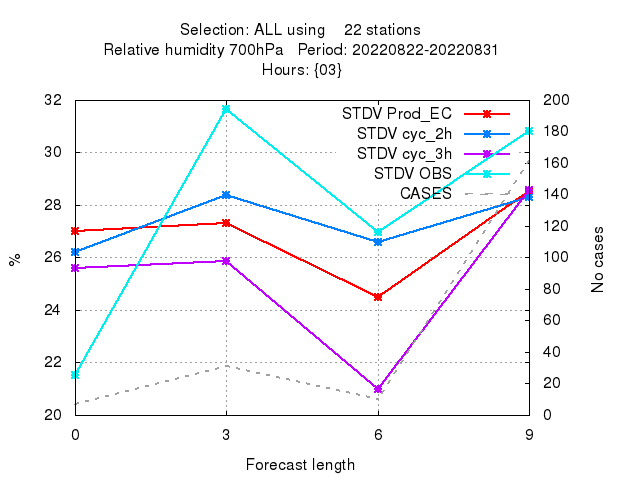 Selection: ALL using 22 stations
Relative humidity 700hPa Period: 20220822-20220831
Hours: {03}
32
30
28
26
24
22
20
%
STDV Prod_EC
STDV cyc_2h
STDV cyc_3h
STDV OBS
CASES
200
180
160
140
120
100
80
60
40
20
0
No cases
0 3 6 9
Forecast length